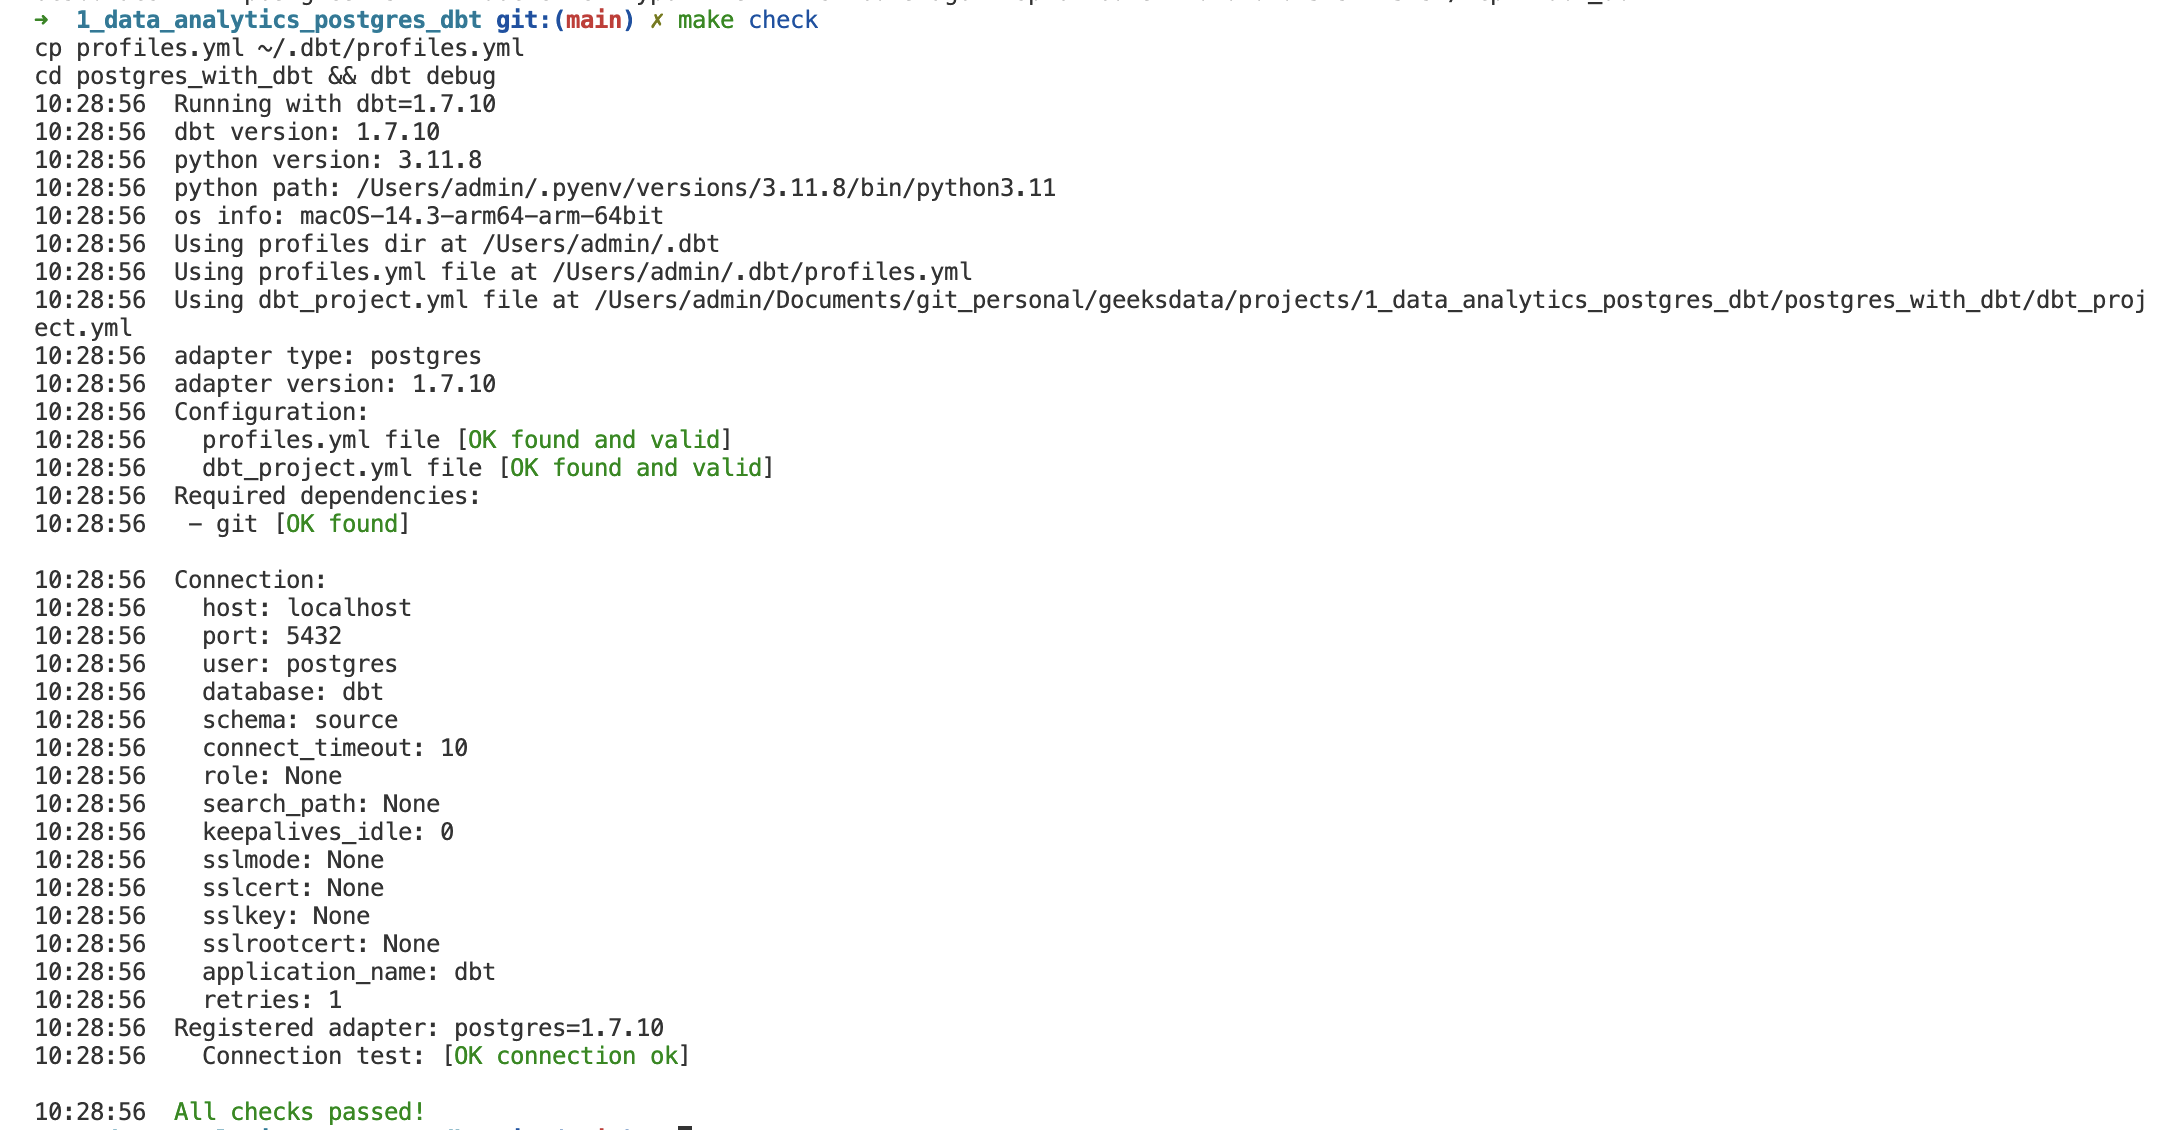 ➜  1_data_analytics_postgres_dbt git:(main) ✗ make check
cp profiles.yml ~/.dbt/profiles.yml
cd postgres_with_dbt && dbt debug
10:28:56  Running with dbt=1.7.10
10:28:56  dbt version: 1.7.10
10:28:56  python version: 3.11.8
10:28:56  python path: /Users/admin/.pyenv/versions/3.11.8/bin/python3.11
10:28:56  os info: macOS-14.3-arm64-arm-64bit
10:28:56  Using profiles dir at /Users/admin/.dbt
10:28:56  Using profiles.yml file at /Users/admin/.dbt/profiles.yml
10:28:56  Using dbt_project.yml file at /Users/admin/Documents/git_personal/geeksdata/projects/1_data_analytics_postgres_dbt/postgres_with_dbt/dbt_proj
ect.yml
10:28:56  adapter type: postgres
10:28:56  adapter version: 1.7.10
10:28:56  Configuration:
10:28:56    profiles.yml file [OK found and valid]
10:28:56    dbt_project.yml file [OK found and valid]
10:28:56  Required dependencies:
10:28:56   - git [OK found]

10:28:56  Connection:
10:28:56    host: localhost
10:28:56    port: 5432
10:28:56    user: postgres
10:28:56    database: dbt
10:28:56    schema: source
10:28:56    connect_timeout: 10
10:28:56    role: None
10:28:56    search_path: None
10:28:56    keepalives_idle: 0
10:28:56    sslmode: None
10:28:56    sslcert: None
10:28:56    sslkey: None
10:28:56    sslrootcert: None
10:28:56    application_name: dbt
10:28:56    retries: 1
10:28:56  Registered adapter: postgres=1.7.10
10:28:56    Connection test: [OK connection ok]

10:28:56  All checks passed!